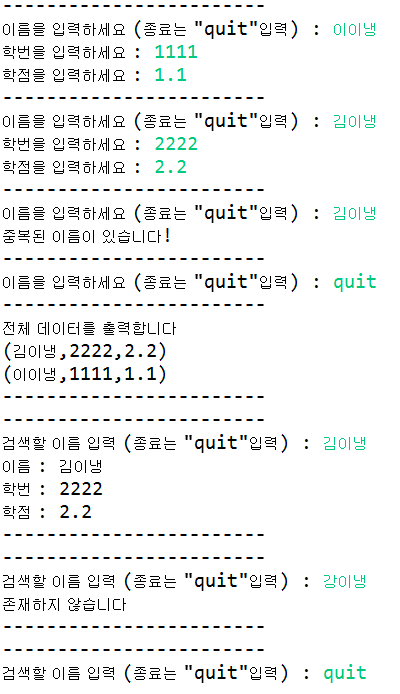 ------------------------
이름을 입력하세요 (종료는 "quit"입력) : 이이냉
학번을 입력하세요 : 1111
학점을 입력하세요 : 1.1
------------------------
이름을 입력하세요 (종료는 "quit"입력) : 김이냉
학번을 입력하세요 : 2222
학점을 입력하세요 : 2.2
------------------------
이름을 입력하세요 (종료는 "quit"입력) : 김이냉
중복된 이름이 있습니다!
------------------------
이름을 입력하세요 (종료는 "quit"입력) : quit
------------------------
전체 데이터를 출력합니다
(김이냉,2222,2.2)
(이이냉,1111,1.1)
------------------------
------------------------
검색할 이름 입력 (종료는 "quit"입력) : 김이냉
이름 : 김이냉
학번 : 2222
학점 : 2.2
------------------------
------------------------
검색할 이름 입력 (종료는 "quit"입력) : 강이냉
존재하지 않습니다
------------------------
------------------------
검색할 이름 입력 (종료는 "quit"입력) : quit